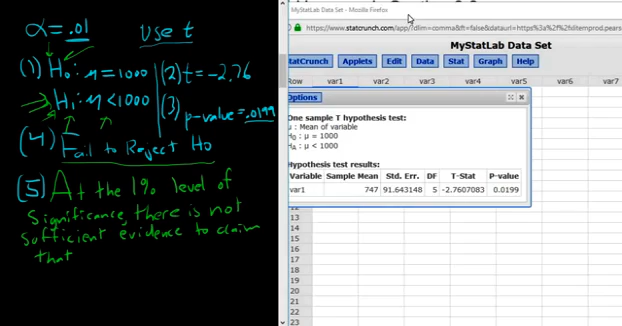 α = .01
use t
(1) H₀: μ = 1000
H₁: μ < 1000
(2) t = -2.76
(3) p-value = .0199
(4) Fail to Reject H₀
(5) At the 1% level of
significance, there is not
sufficient evidence to claim
that
MyStatLab Data Set - Mozilla Firefox
https://www.statcrunch.com/app/?dlim=comma&ft=false&dataurl=https%3a%2f%2fitemprod.pears
MyStatLab Data Set
StatCrunch Applets Edit Data Stat Graph Help
Row var1 var2 var3 var4 var5 var6 var7
Options
One sample T hypothesis test:
μ : Mean of variable
H₀ : μ = 1000
Hᴀ : μ < 1000
Hypothesis test results:
Variable Sample Mean Std. Err. DF T-Stat P-value
var1 747 91.643148 5 -2.7607083 0.0199
12
13
14
15
16
17
18
19
20
21
22
23